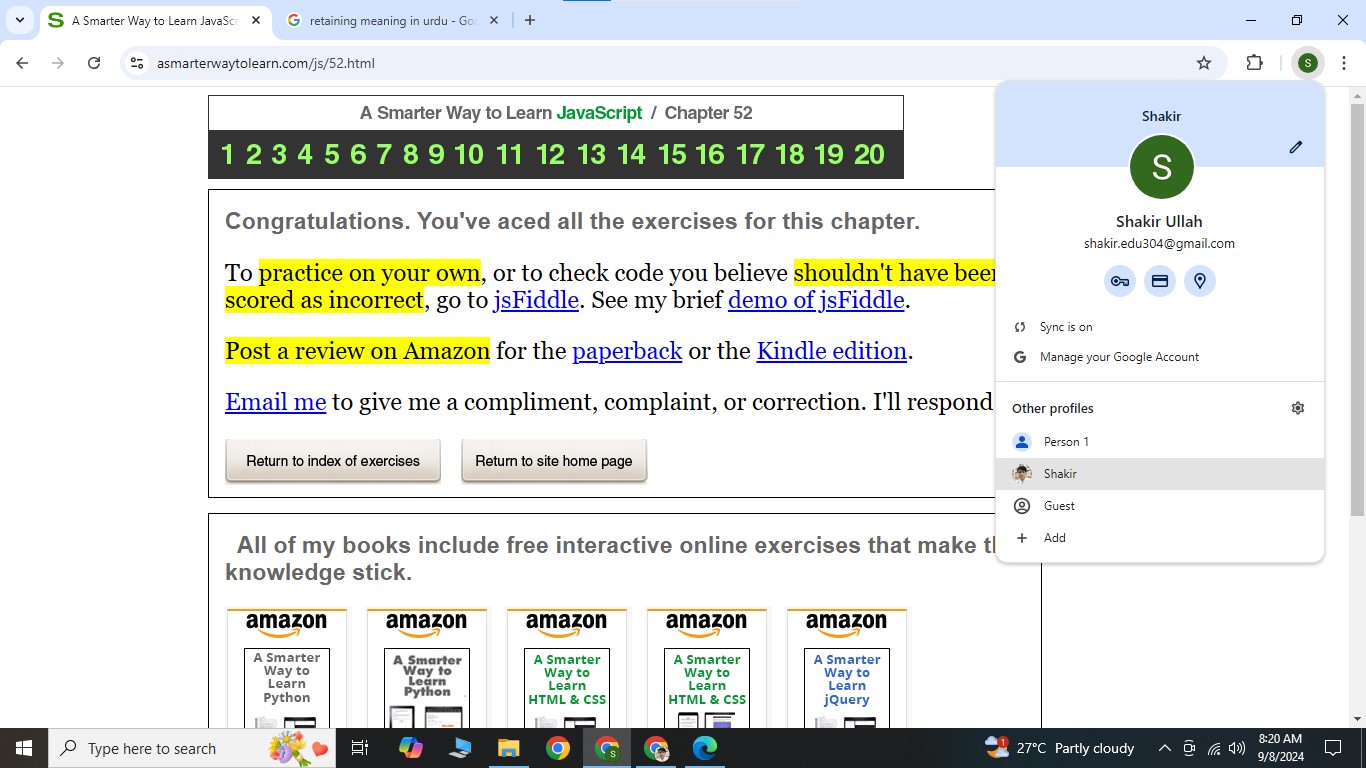 A Smarter Way to Learn JavaScr
retaining meaning in urdu - Goo
asmarterwaytolearn.com/js/52.html
S
A Smarter Way to Learn JavaScript / Chapter 52
1 2 3 4 5 6 7 8 9 10 11 12 13 14 15 16 17 18 19 20
Congratulations. You've aced all the exercises for this chapter.
To practice on your own, or to check code you believe shouldn't have been
scored as incorrect, go to jsFiddle. See my brief demo of jsFiddle.
Post a review on Amazon for the paperback or the Kindle edition.
Email me to give me a compliment, complaint, or correction. I'll respond
Return to index of exercises
Return to site home page
All of my books include free interactive online exercises that make th
knowledge stick.
amazon
A Smarter
Way to
Learn
Python
amazon
A Smarter
Way to
Learn
Python
amazon
A Smarter
Way to
Learn
HTML & CSS
amazon
A Smarter
Way to
Learn
HTML & CSS
amazon
A Smarter
Way to
Learn
jQuery
Shakir
S
Shakir Ullah
shakir.edu304@gmail.com
Sync is on
Manage your Google Account
Other profiles
Person 1
Shakir
Guest
Add
Type here to search
27°C Partly cloudy
8:20 AM
9/8/2024